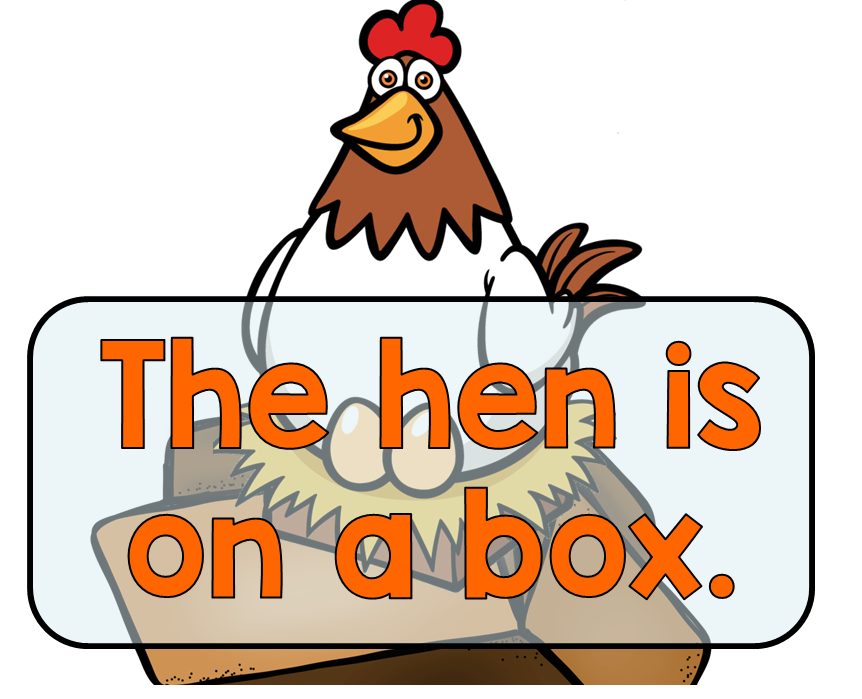 The hen is
on a box.